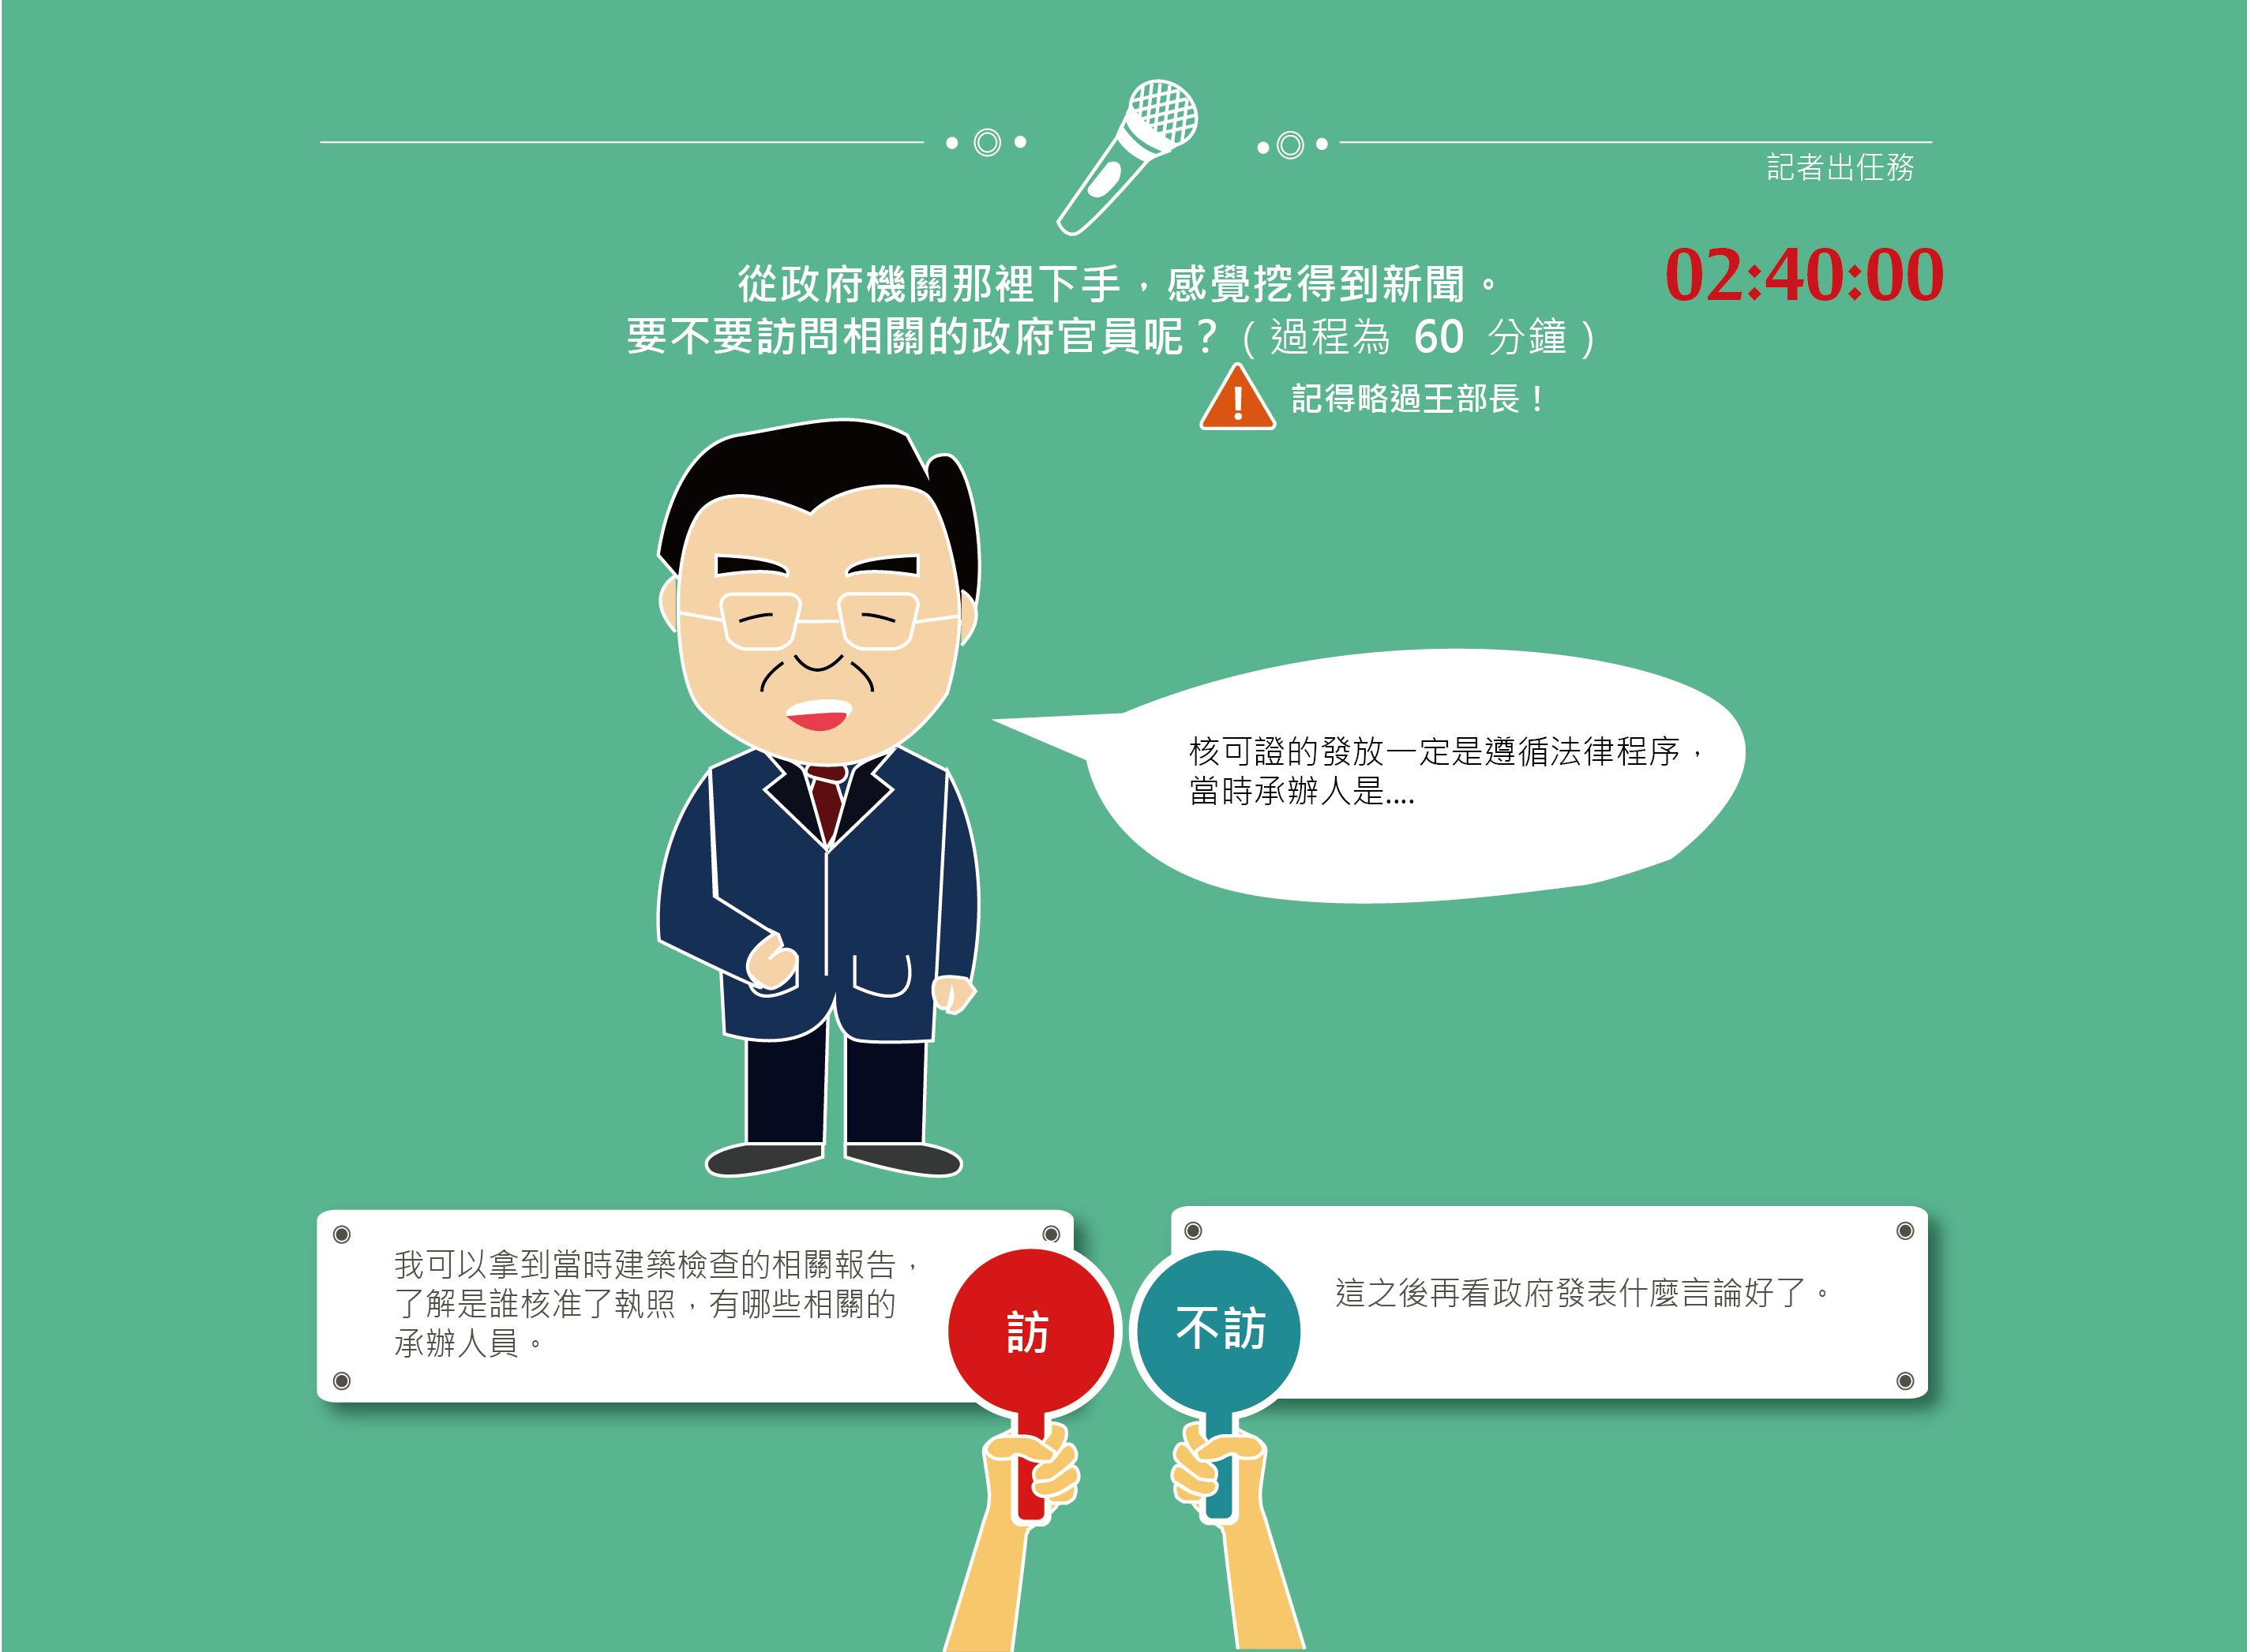 記者出任務
02:40:00
從政府機關那裡下手，感覺挖得到新聞。
要不要訪問相關的政府官員呢？（過程為 60 分鐘）
! 記得略過王部長！
核可證的發放一定是遵循法律程序，
當時承辦人是....
我可以拿到當時建築檢查的相關報告，
了解是誰核准了執照，有哪些相關的
承辦人員。
訪
不訪
這之後再看政府發表什麼言論好了。